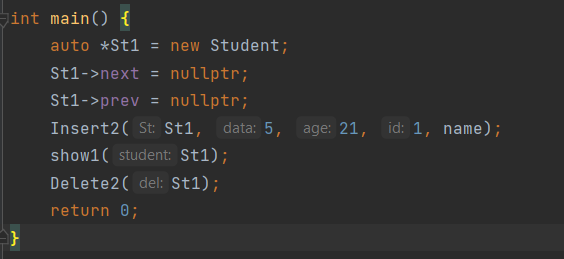 int main() {
auto *St1 = new Student;
St1->next = nullptr;
St1->prev = nullptr;
Insert2( St: St1, data: 5, age: 21, id: 1, name);
show1( student: St1);
Delete2( del: St1);
return 0;
}